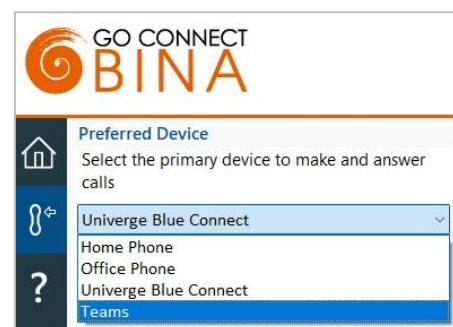 GO CONNECT
BINA
Preferred Device
Select the primary device to make and answer
calls
Univerge Blue Connect
Home Phone
Office Phone
Univerge Blue Connect
Teams
?